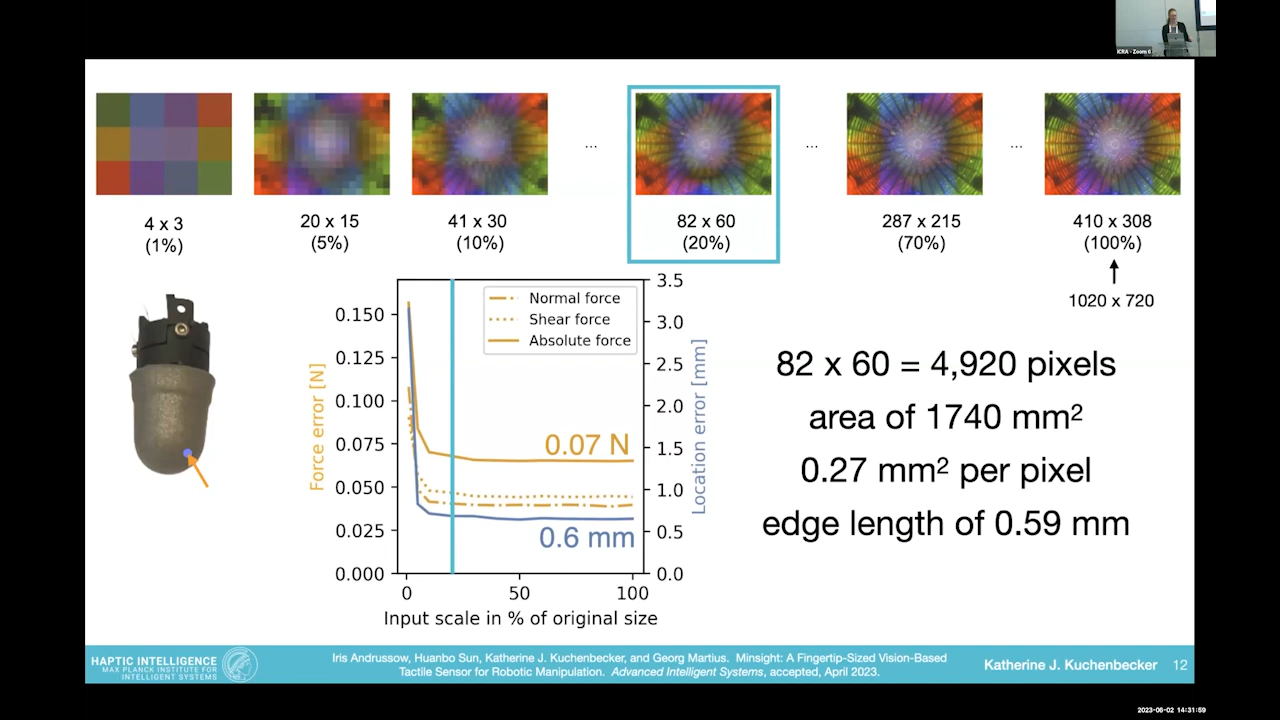 ICRA - Zoom 6
4 x 3
(1%)
20 x 15
(5%)
41 x 30
(10%)
...
82 x 60
(20%)
...
287 x 215
(70%)
...
410 x 308
(100%)
1020 x 720
Force error [N]
0.150
0.125
0.100
0.075
0.050
0.025
0.000
Normal force
Shear force
Absolute force
0.07 N
0.6 mm
3.5
3.0
2.5
2.0
1.5
1.0
0.5
0.0
Location error [mm]
0
50
100
Input scale in % of original size
82 x 60 = 4,920 pixels
area of 1740 mm²
0.27 mm² per pixel
edge length of 0.59 mm
HAPTIC INTELLIGENCE
MAX PLANCK INSTITUTE FOR
INTELLIGENT SYSTEMS
Iris Andrussow, Huanbo Sun, Katherine J. Kuchenbecker, and Georg Martius. Minsight: A Fingertip-Sized Vision-Based
Tactile Sensor for Robotic Manipulation. Advanced Intelligent Systems, accepted, April 2023.
Katherine J. Kuchenbecker 12
2023-06-02 14:31:59